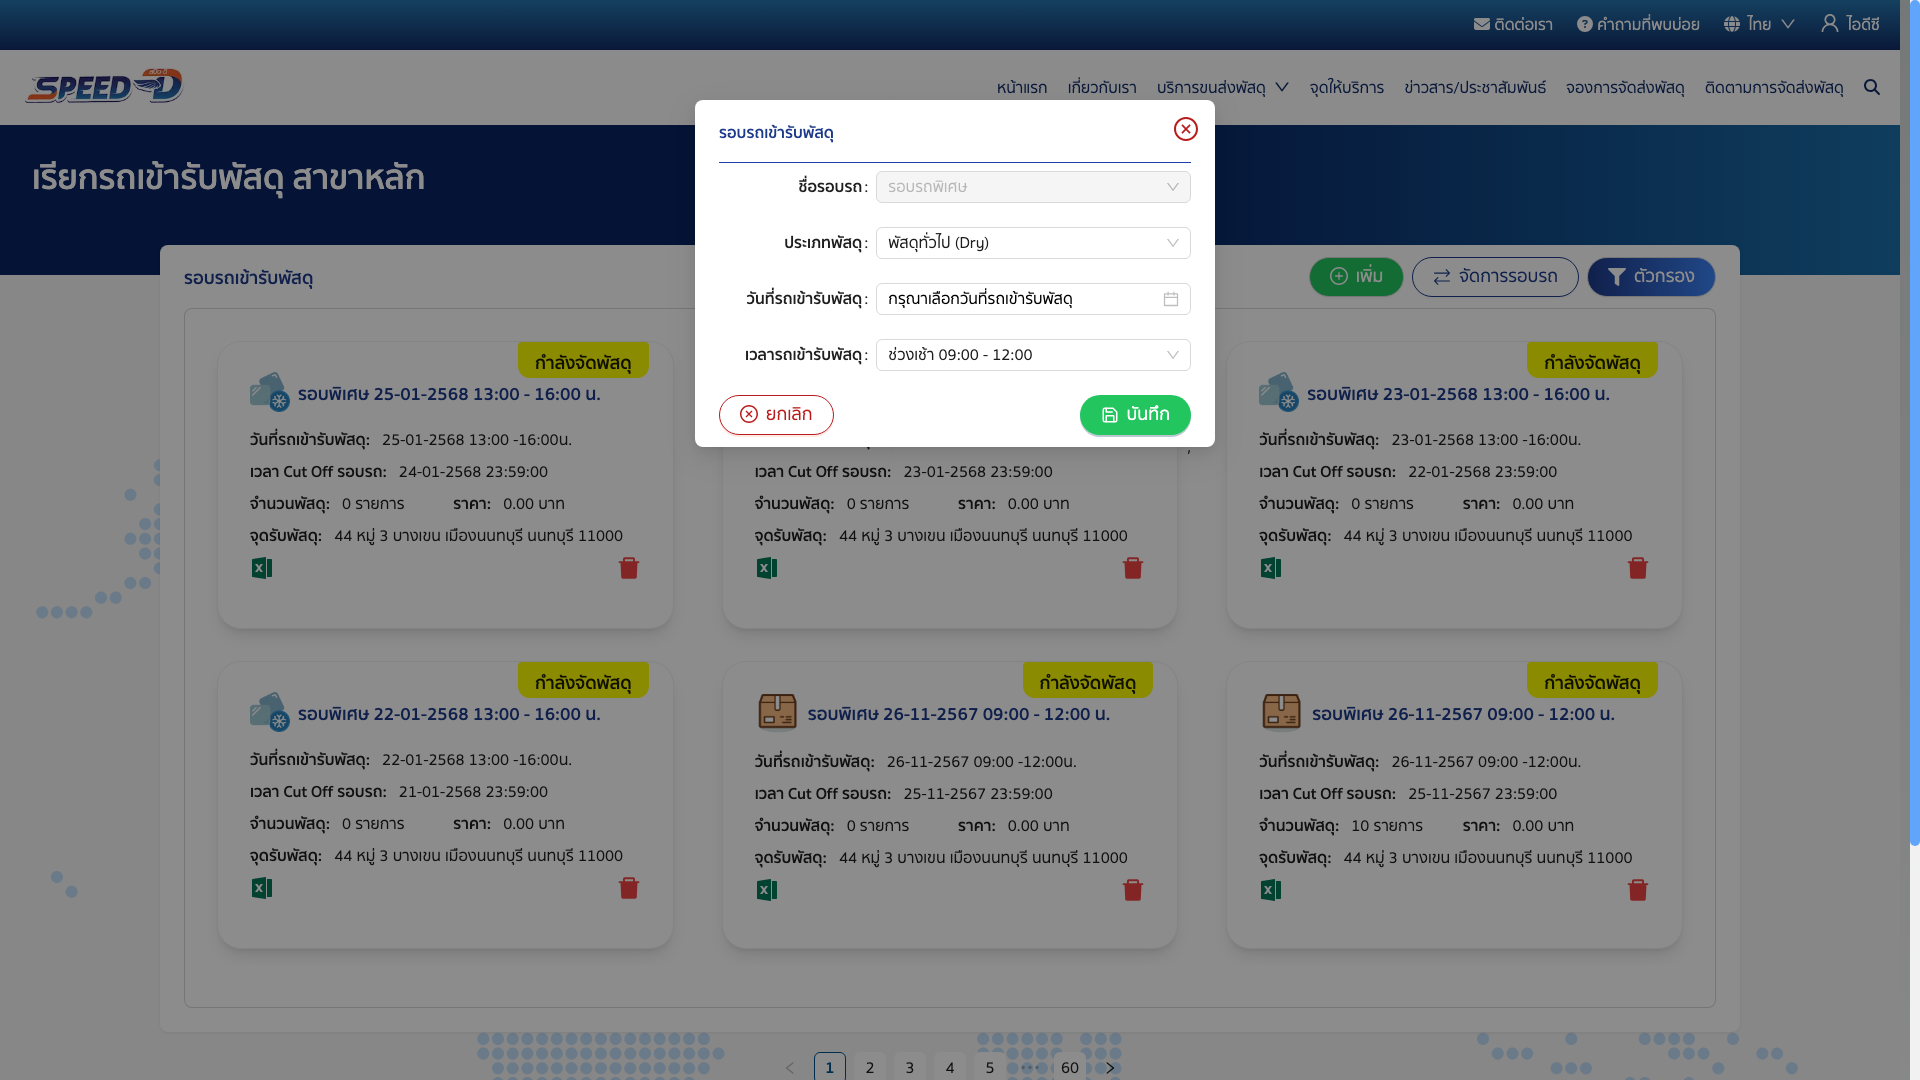 ติดต่อเรา คำถามที่พบบ่อย ไทย ไอดีซี
SPEED-D
หน้าแรก เกี่ยวกับเรา บริการขนส่งพัสดุ จุดให้บริการ ข่าวสาร/ประชาสัมพันธ์ จองการจัดส่งพัสดุ ติดตามการจัดส่งพัสดุ
เรียกรถเข้ารับพัสดุ สาขาหลัก
รอบรถเข้ารับพัสดุ
ชื่อรอบรถ: รอบรถพิเศษ
ประเภทพัสดุ: พัสดุทั่วไป (Dry)
วันที่รถเข้ารับพัสดุ: กรุณาเลือกวันที่รถเข้ารับพัสดุ
เวลารถเข้ารับพัสดุ: ช่วงเช้า 09:00 - 12:00
ยกเลิก บันทึก
รอบรถเข้ารับพัสดุ
เพิ่ม จัดการรอบรถ ตัวกรอง
กำลังจัดพัสดุ
รอบพิเศษ 25-01-2568 13:00 - 16:00 น.
วันที่รถเข้ารับพัสดุ: 25-01-2568 13:00 -16:00น.
เวลา Cut Off รอบรถ: 24-01-2568 23:59:00
จำนวนพัสดุ: 0 รายการ ราคา: 0.00 บาท
จุดรับพัสดุ: 44 หมู่ 3 บางเขน เมืองนนทบุรี นนทบุรี 11000
เวลา Cut Off รอบรถ: 23-01-2568 23:59:00
จำนวนพัสดุ: 0 รายการ ราคา: 0.00 บาท
จุดรับพัสดุ: 44 หมู่ 3 บางเขน เมืองนนทบุรี นนทบุรี 11000
กำลังจัดพัสดุ
รอบพิเศษ 23-01-2568 13:00 - 16:00 น.
วันที่รถเข้ารับพัสดุ: 23-01-2568 13:00 -16:00น.
เวลา Cut Off รอบรถ: 22-01-2568 23:59:00
จำนวนพัสดุ: 0 รายการ ราคา: 0.00 บาท
จุดรับพัสดุ: 44 หมู่ 3 บางเขน เมืองนนทบุรี นนทบุรี 11000
กำลังจัดพัสดุ
รอบพิเศษ 22-01-2568 13:00 - 16:00 น.
วันที่รถเข้ารับพัสดุ: 22-01-2568 13:00 -16:00น.
เวลา Cut Off รอบรถ: 21-01-2568 23:59:00
จำนวนพัสดุ: 0 รายการ ราคา: 0.00 บาท
จุดรับพัสดุ: 44 หมู่ 3 บางเขน เมืองนนทบุรี นนทบุรี 11000
กำลังจัดพัสดุ
รอบพิเศษ 26-11-2567 09:00 - 12:00 น.
วันที่รถเข้ารับพัสดุ: 26-11-2567 09:00 -12:00น.
เวลา Cut Off รอบรถ: 25-11-2567 23:59:00
จำนวนพัสดุ: 0 รายการ ราคา: 0.00 บาท
จุดรับพัสดุ: 44 หมู่ 3 บางเขน เมืองนนทบุรี นนทบุรี 11000
กำลังจัดพัสดุ
รอบพิเศษ 26-11-2567 09:00 - 12:00 น.
วันที่รถเข้ารับพัสดุ: 26-11-2567 09:00 -12:00น.
เวลา Cut Off รอบรถ: 25-11-2567 23:59:00
จำนวนพัสดุ: 10 รายการ ราคา: 0.00 บาท
จุดรับพัสดุ: 44 หมู่ 3 บางเขน เมืองนนทบุรี นนทบุรี 11000
1 2 3 4 5 ••• 60